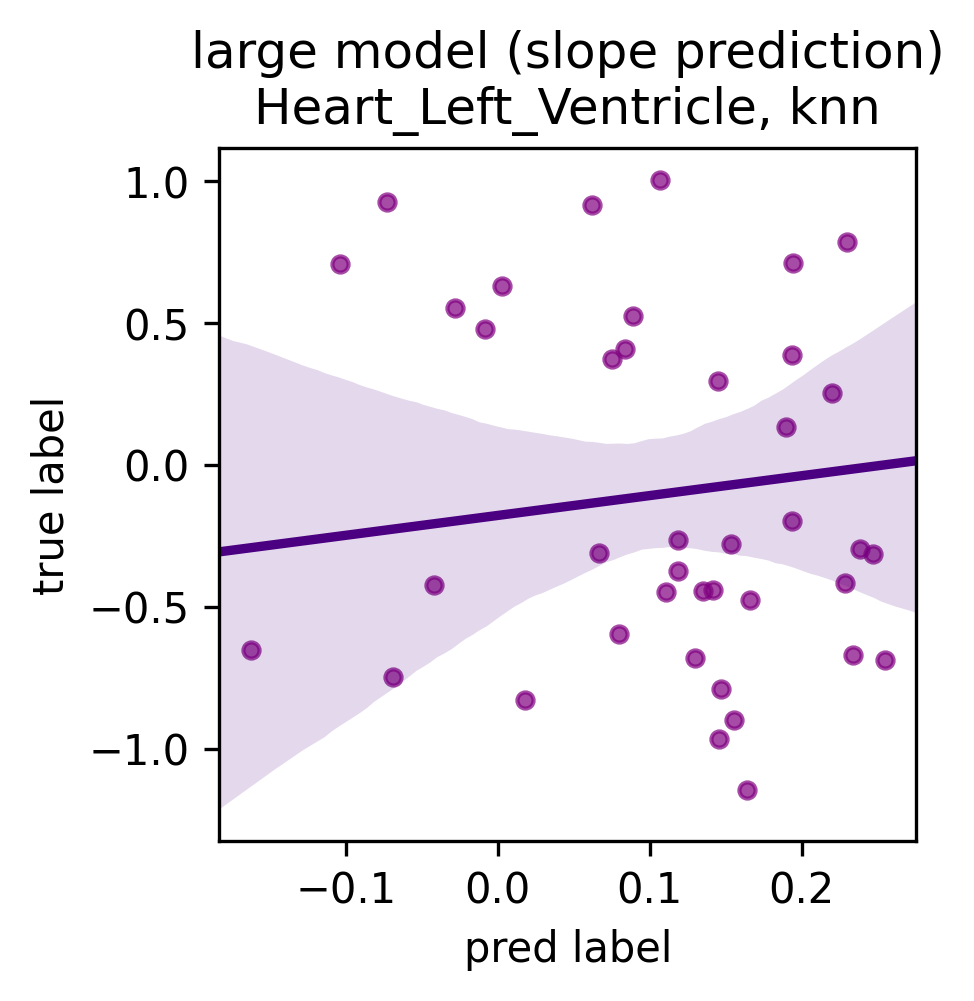 large model (slope prediction)
Heart_Left_Ventricle, knn
1.0
0.5
0.0
−0.5
−1.0
true label
−0.1
0.0
0.1
0.2
pred label